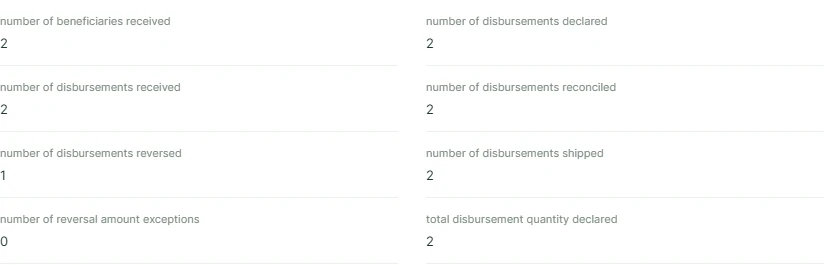 number of beneficiaries received
2
number of disbursements declared
2
number of disbursements received
2
number of disbursements reconciled
2
number of disbursements reversed
1
number of disbursements shipped
2
number of reversal amount exceptions
0
total disbursement quantity declared
2